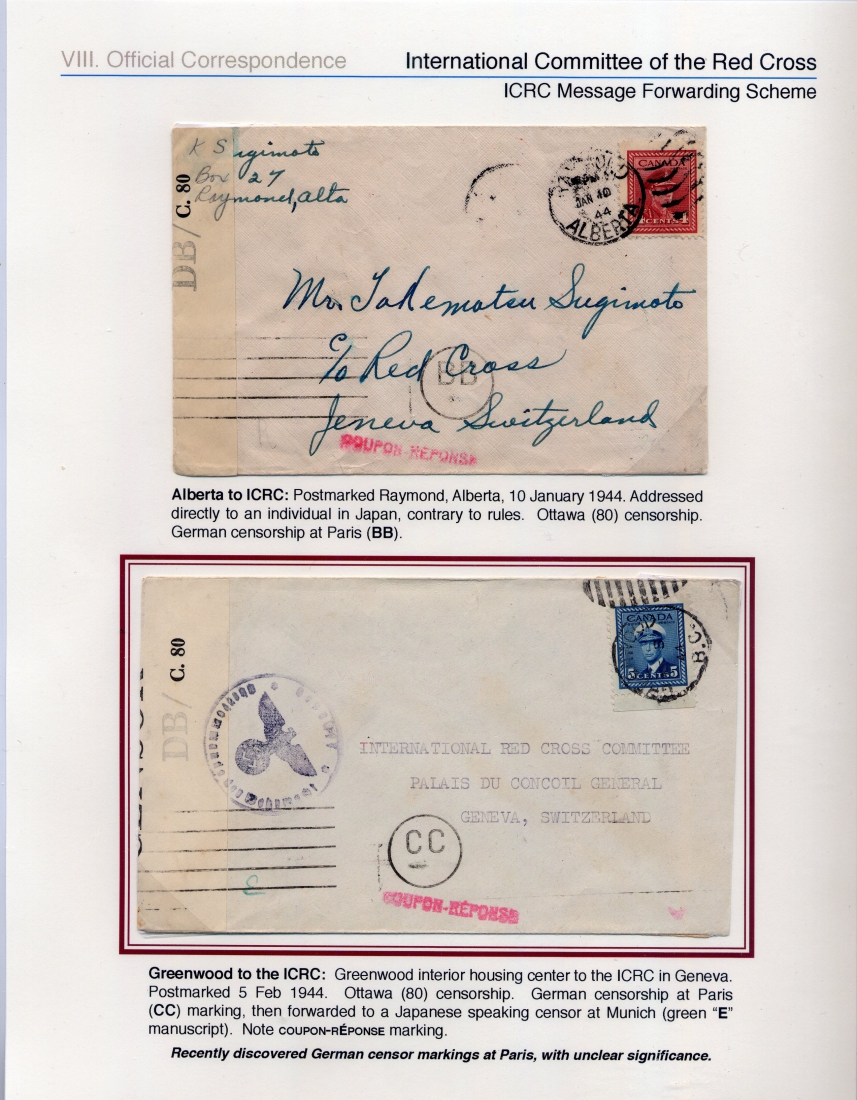 VIII. Official Correspondence
International Committee of the Red Cross
ICRC Message Forwarding Scheme
K Sugimoto
Box 27
Raymond, Alta
DB/ C. 80
JAN 10
44
ALBERTA
CANADA
CENTS
Mr. Takematsu Sugimoto
c/o Red Cross
Jeneva Switzerland
BB
COUPON-RÉPONSE
Alberta to ICRC: Postmarked Raymond, Alberta, 10 January 1944. Addressed
directly to an individual in Japan, contrary to rules. Ottawa (80) censorship.
German censorship at Paris (BB).
DB/ C. 80
CANADA
5 CENTS 5
B.C.
INTERNATIONAL RED CROSS COMMITTEE
PALAIS DU CONCOIL GENERAL
GENEVA, SWITZERLAND
CC
COUPON-RÉPONSE
Greenwood to the ICRC: Greenwood interior housing center to the ICRC in Geneva.
Postmarked 5 Feb 1944. Ottawa (80) censorship. German censorship at Paris
(CC) marking, then forwarded to a Japanese speaking censor at Munich (green “E”
manuscript). Note COUPON-RÉPONSE marking.
Recently discovered German censor markings at Paris, with unclear significance.